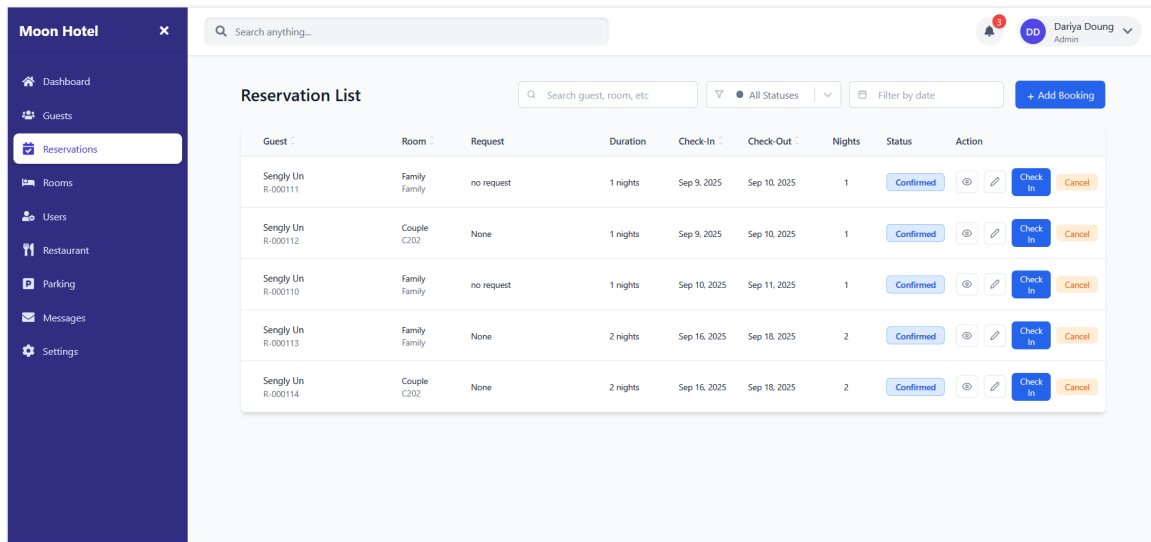 Moon Hotel ×
Search anything...
3
DD Dariya Doung
Admin
Dashboard
Guests
Reservations
Rooms
Users
Restaurant
Parking
Messages
Settings
Reservation List
Search guest, room, etc
All Statuses
Filter by date
+ Add Booking
Guest Room Request Duration Check-In Check-Out Nights Status Action
Sengly Un Family no request 1 nights Sep 9, 2025 Sep 10, 2025 1 Confirmed Check In Cancel
R-000111 Family
Sengly Un Couple None 1 nights Sep 9, 2025 Sep 10, 2025 1 Confirmed Check In Cancel
R-000112 C202
Sengly Un Family no request 1 nights Sep 10, 2025 Sep 11, 2025 1 Confirmed Check In Cancel
R-000110 Family
Sengly Un Family None 2 nights Sep 16, 2025 Sep 18, 2025 2 Confirmed Check In Cancel
R-000113 Family
Sengly Un Couple None 2 nights Sep 16, 2025 Sep 18, 2025 2 Confirmed Check In Cancel
R-000114 C202